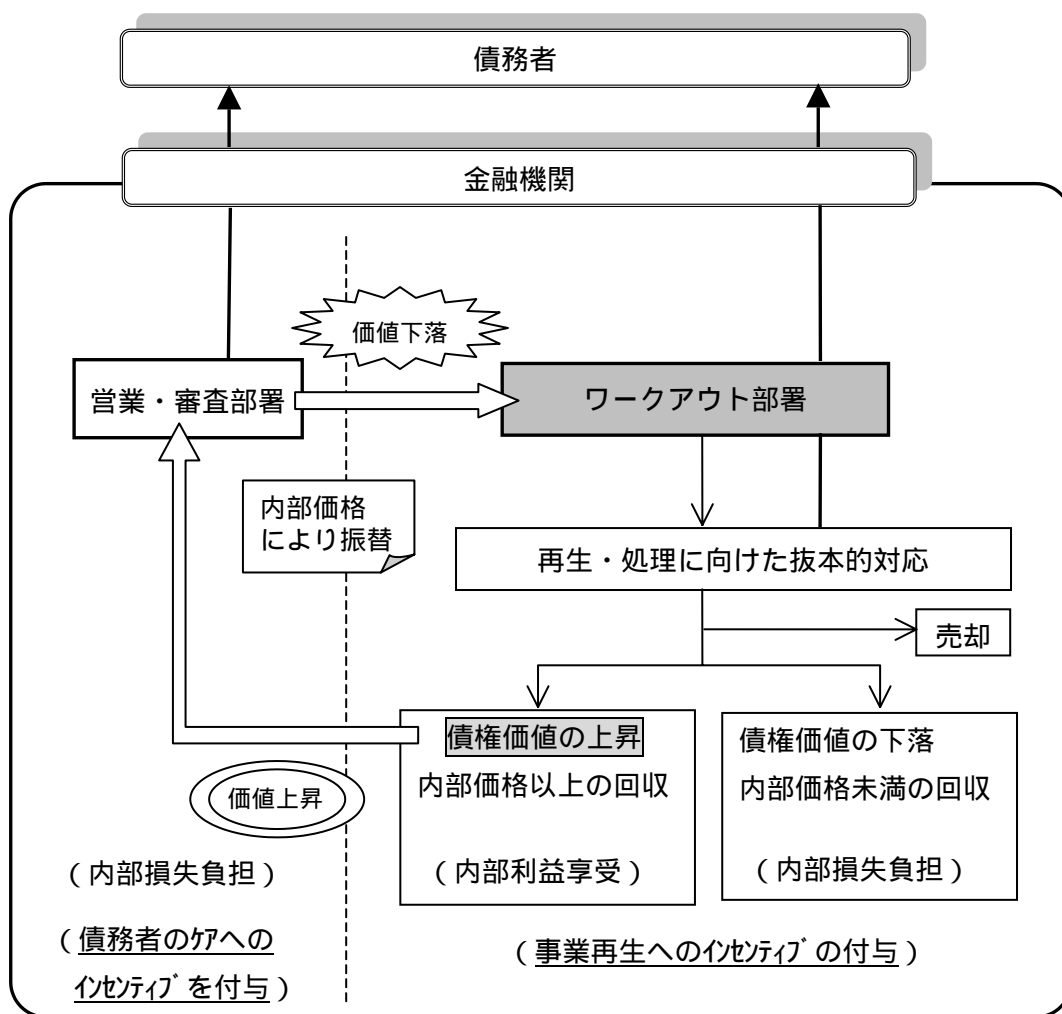 債務者
金融機関
価値下落
営業・審査部署
ワークアウト部署
内部価格
により振替
再生・処理に向けた抜本的対応
売却
債権価値の上昇
内部価格以上の回収
(内部利益享受)
債権価値の下落
内部価格未満の回収
(内部損失負担)
価値上昇
(内部損失負担)
(債務者のｹｱへの
ｲﾝｾﾝﾃｨﾌﾞを付与)
(事業再生へのｲﾝｾﾝﾃｨﾌﾞの付与)